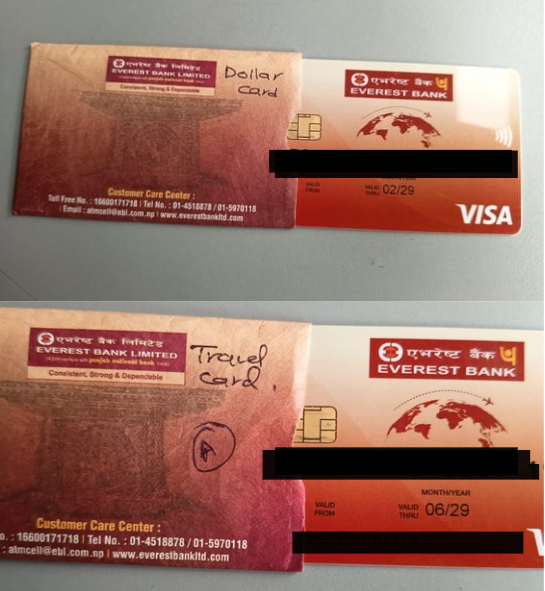 एभरेष्ट बैंक लिमिटेड
EVEREST BANK LIMITED
Consistent, Strong & Dependable
Dollar
Card
Customer Care Center :
Toll Free No. : 16600171718 | Tel No. : 01-4518878 / 01-5970118
Email : atmcell@ebl.com.np | www.everestbankltd.com
एभरेष्ट बैंक
EVEREST BANK
VALID
FROM
VALID
THRU
02/29
VISA
एभरेष्ट बैंक लिमिटेड
EVEREST BANK LIMITED
punjab national bank
Consistent, Strong & Dependable
Travel
Card.
Customer Care Center :
o. : 16600171718 | Tel No. : 01-4518878 / 01-5970118
: atmcell@ebl.com.np | www.everestbankltd.com
एभरेष्ट बैंक
EVEREST BANK
MONTH/YEAR
VALID
FROM
VALID
THRU
06/29